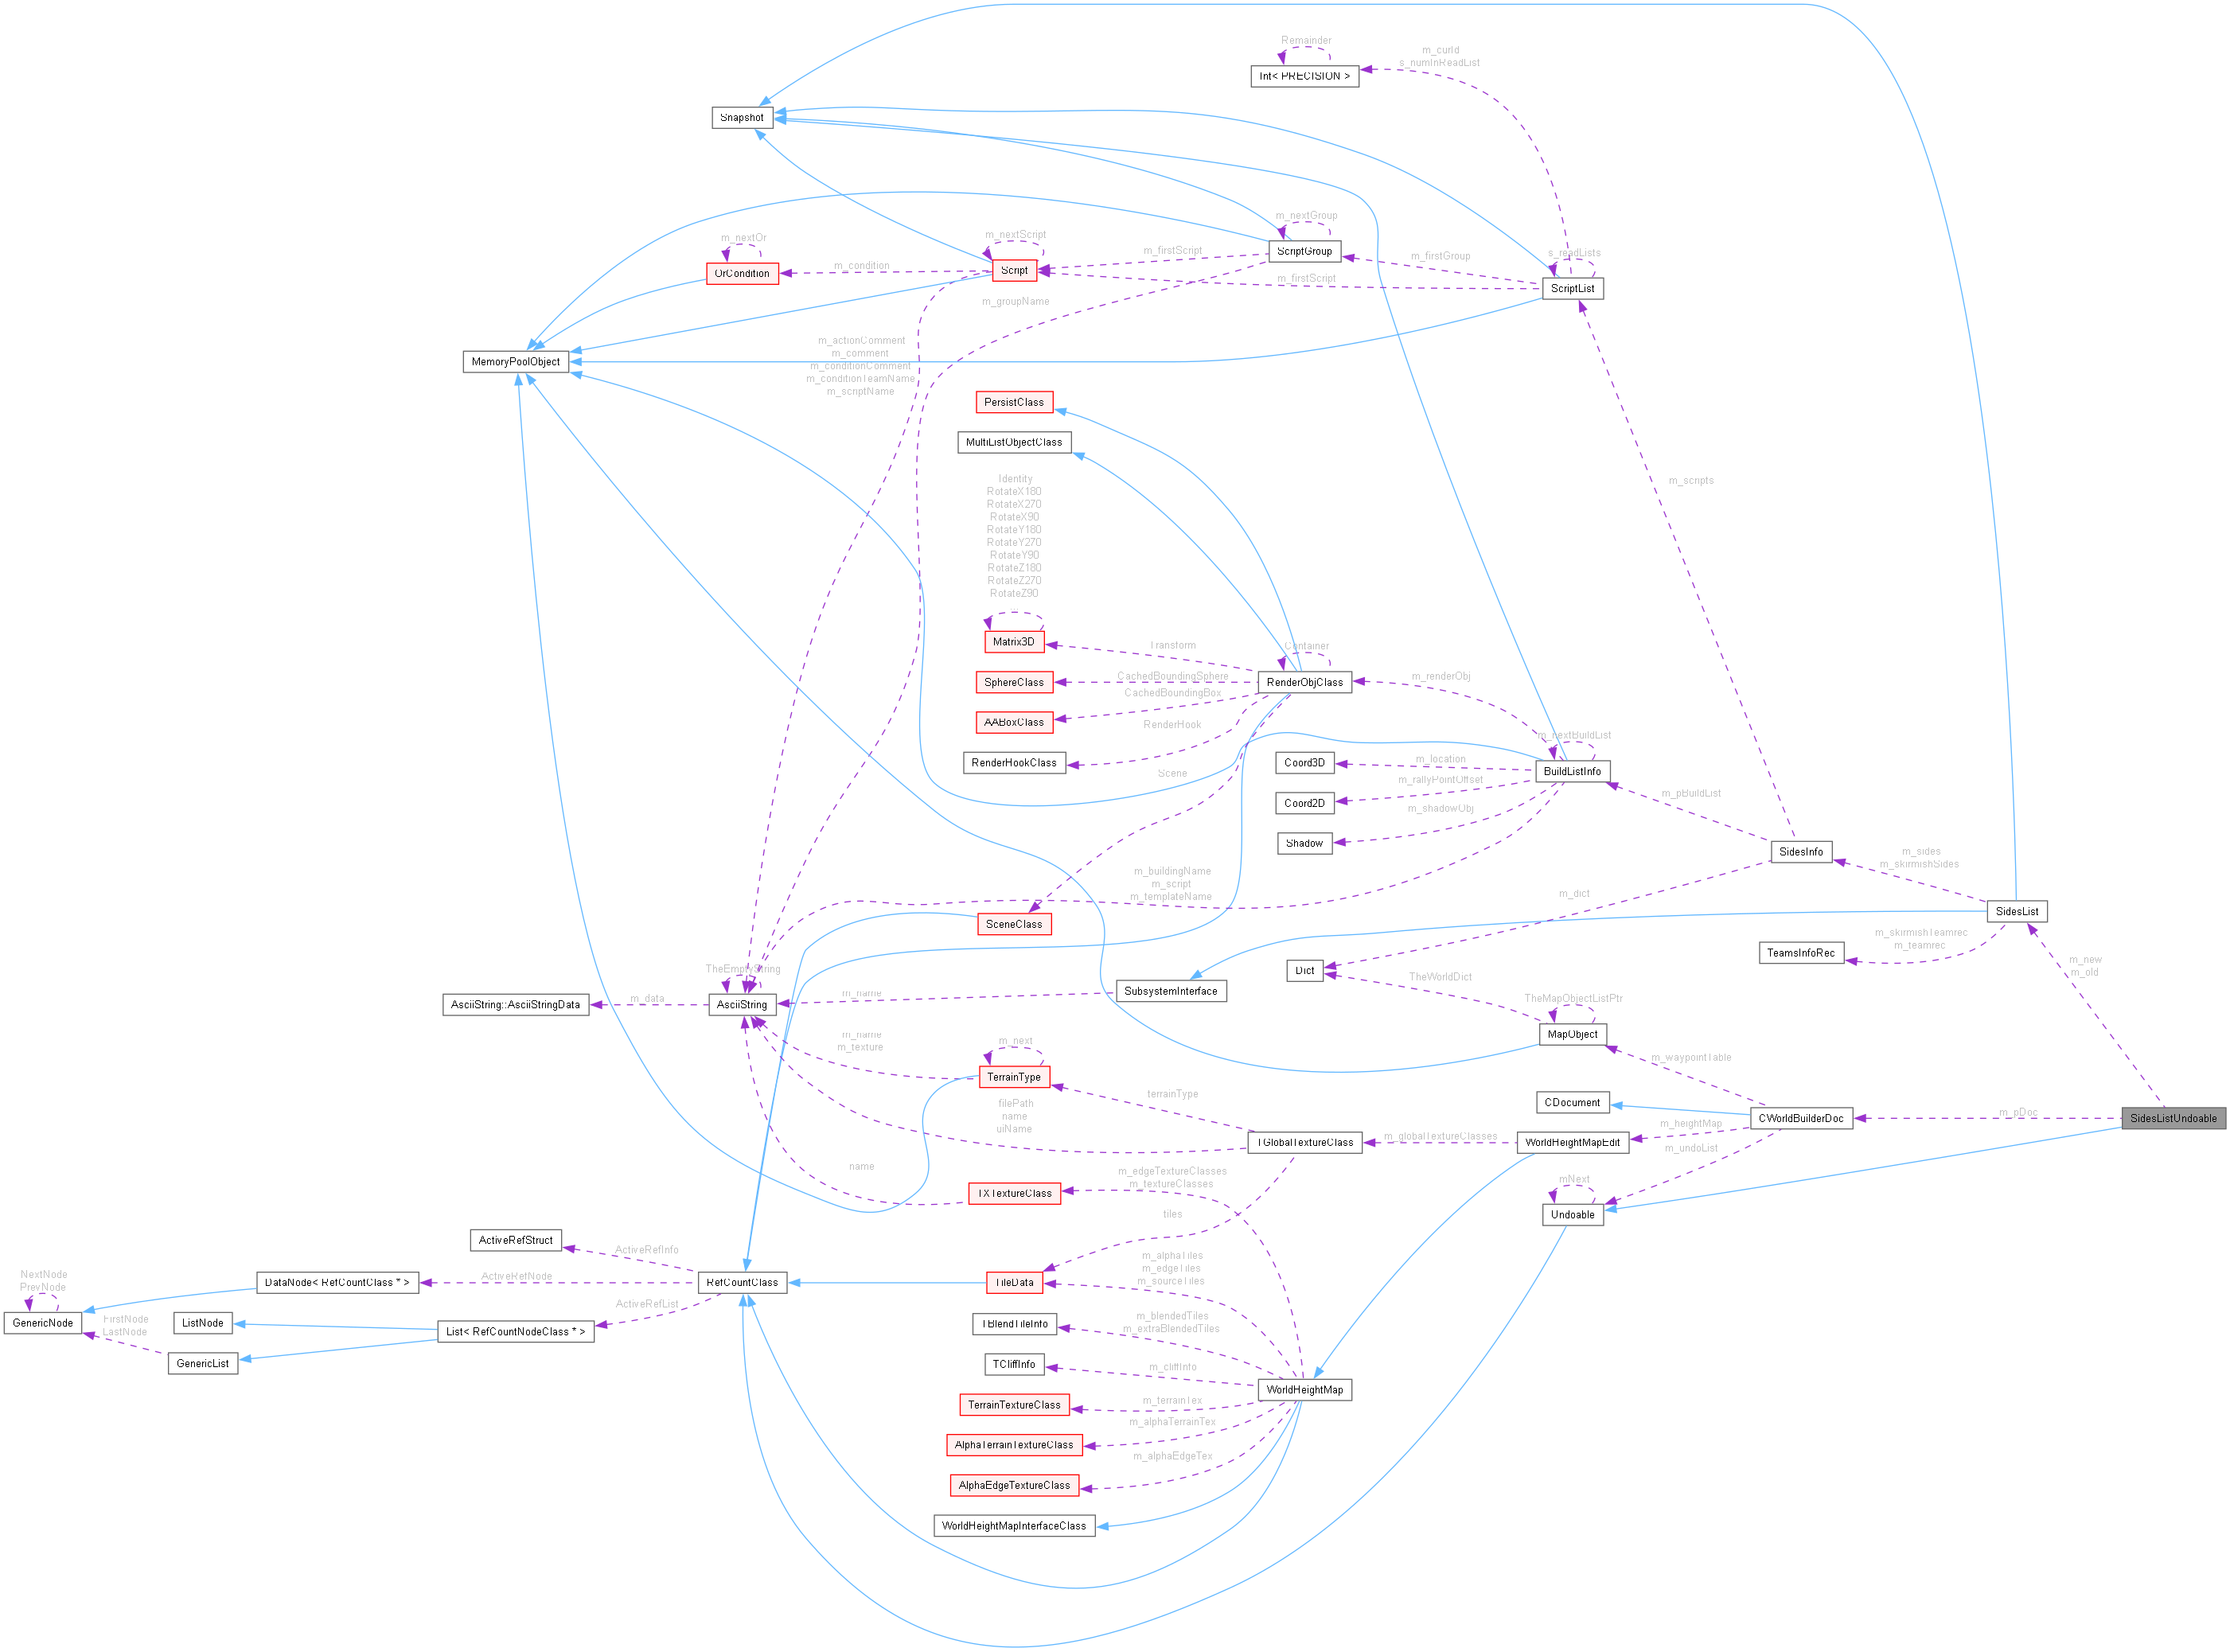 Remainder
m_curId
s_numInReadList
Int< PRECISION >
Snapshot
m_nextGroup
m_nextOr
m_nextScript
m_firstScript
ScriptGroup
s_readLists
OrCondition
m_condition
Script
m_firstGroup
m_firstScript
ScriptList
m_groupName
m_actionComment
m_comment
m_conditionComment
m_conditionTeamName
m_scriptName
MemoryPoolObject
PersistClass
MultiListObjectClass
Identity
RotateX180
RotateX270
RotateX90
RotateY180
RotateY270
RotateY90
RotateZ180
RotateZ270
RotateZ90
m_scripts
Matrix3D
Transform
Container
SphereClass
CachedBoundingSphere
RenderObjClass
m_renderObj
CachedBoundingBox
AABoxClass
RenderHook
m_nextBuildList
RenderHookClass
Scene
Coord3D
m_location
BuildListInfo
m_rallyPointOffset
Coord2D
m_pBuildList
m_shadowObj
Shadow
SidesInfo
m_sides
m_skirmishSides
m_buildingName
m_script
m_templateName
m_dict
SceneClass
SidesList
m_skirmishTeamrec
m_teamrec
TeamsInfoRec
m_new
m_old
TheEmptyString
Dict
TheWorldDict
AsciiString::AsciiStringData
m_data
AsciiString
m_name
SubsystemInterface
TheMapObjectListPtr
m_name
m_texture
m_next
MapObject
m_waypointTable
TerrainType
terrainType
filePath
name
uiName
CDocument
CWorldBuilderDoc
m_pDoc
SidesListUndoable
TGlobalTextureClass
m_globalTextureClasses
WorldHeightMapEdit
m_heightMap
m_undoList
name
m_edgeTextureClasses
m_textureClasses
mNext
TXTextureClass
tiles
Undoable
ActiveRefStruct
ActiveRefInfo
m_alphaTiles
m_edgeTiles
m_sourceTiles
NextNode
PrevNode
DataNode< RefCountClass * >
ActiveRefNode
RefCountClass
TileData
ActiveRefList
GenericNode
FirstNode
LastNode
ListNode
List< RefCountNodeClass * >
TBlendTileInfo
m_blendedTiles
m_extraBlendedTiles
GenericList
TCliffInfo
m_cliffInfo
WorldHeightMap
TerrainTextureClass
m_terrainTex
m_alphaTerrainTex
AlphaTerrainTextureClass
m_alphaEdgeTex
AlphaEdgeTextureClass
WorldHeightMapInterfaceClass